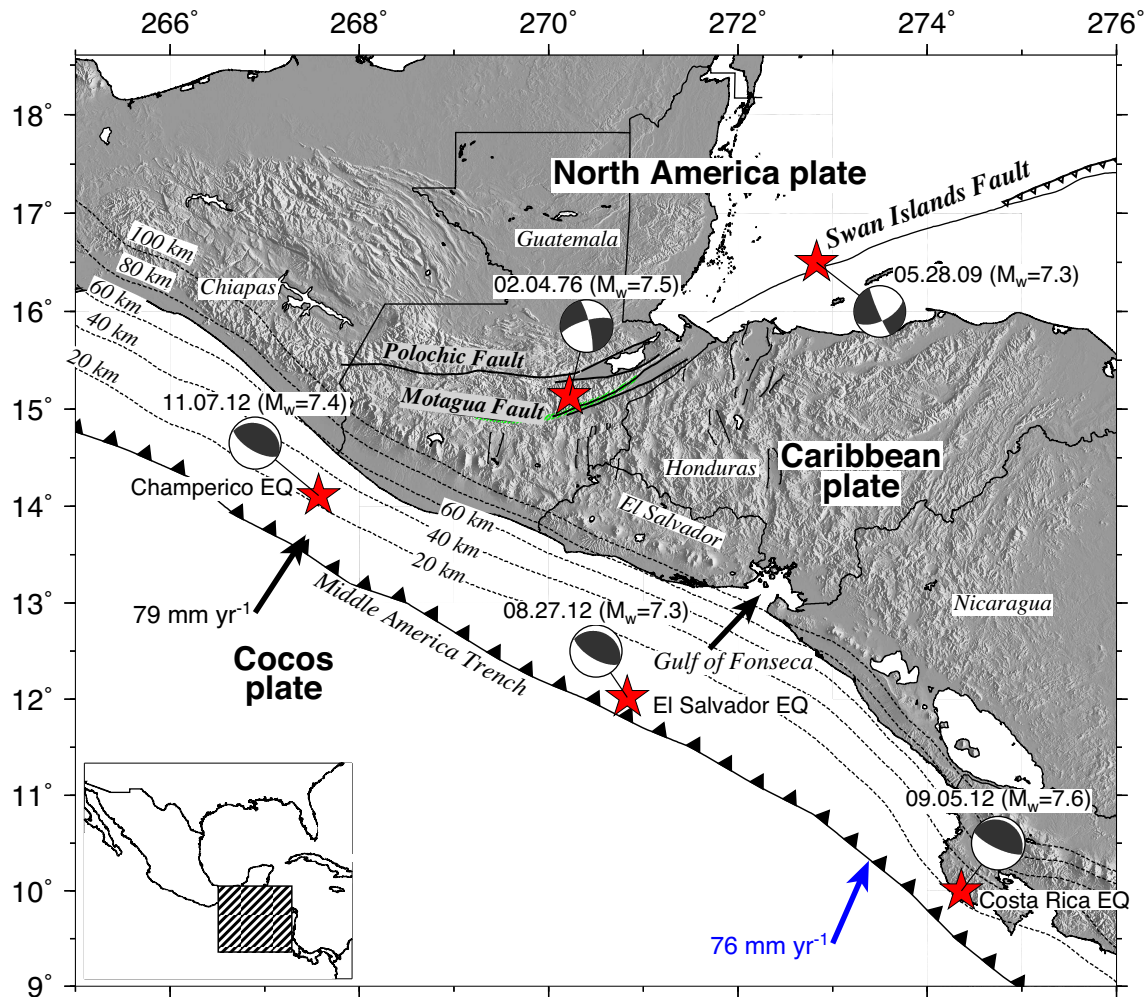 266° 268° 270° 272° 274° 276°
18°
North America plate
17°
Swan Islands Fault
Guatemala
100 km
80 km
60 km
40 km
20 km
Chiapas
02.04.76 (Mw=7.5)
05.28.09 (Mw=7.3)
16°
Polochic Fault
Motagua Fault
15°
11.07.12 (Mw=7.4)
Caribbean
plate
Honduras
Champerico EQ
14°
El Salvador
60 km
40 km
20 km
13°
79 mm yr-1
Middle America Trench
08.27.12 (Mw=7.3)
Nicaragua
Gulf of Fonseca
Cocos
plate
12°
El Salvador EQ
11°
09.05.12 (Mw=7.6)
10°
Costa Rica EQ
76 mm yr-1
9°